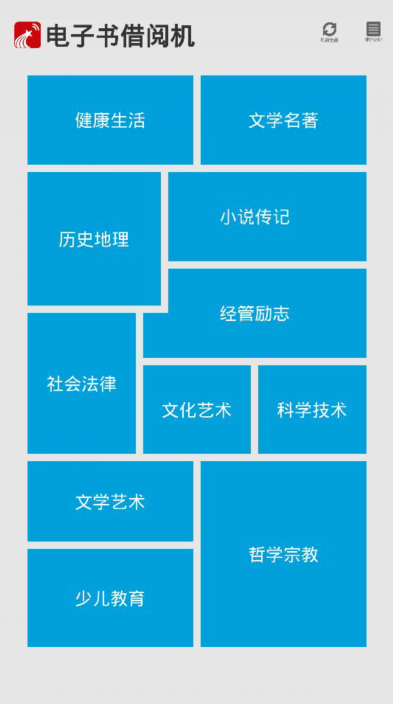 电子书借阅机
健康生活
文学名著
历史地理
小说传记
经管励志
社会法律
文化艺术
科学技术
文学艺术
哲学宗教
少儿教育